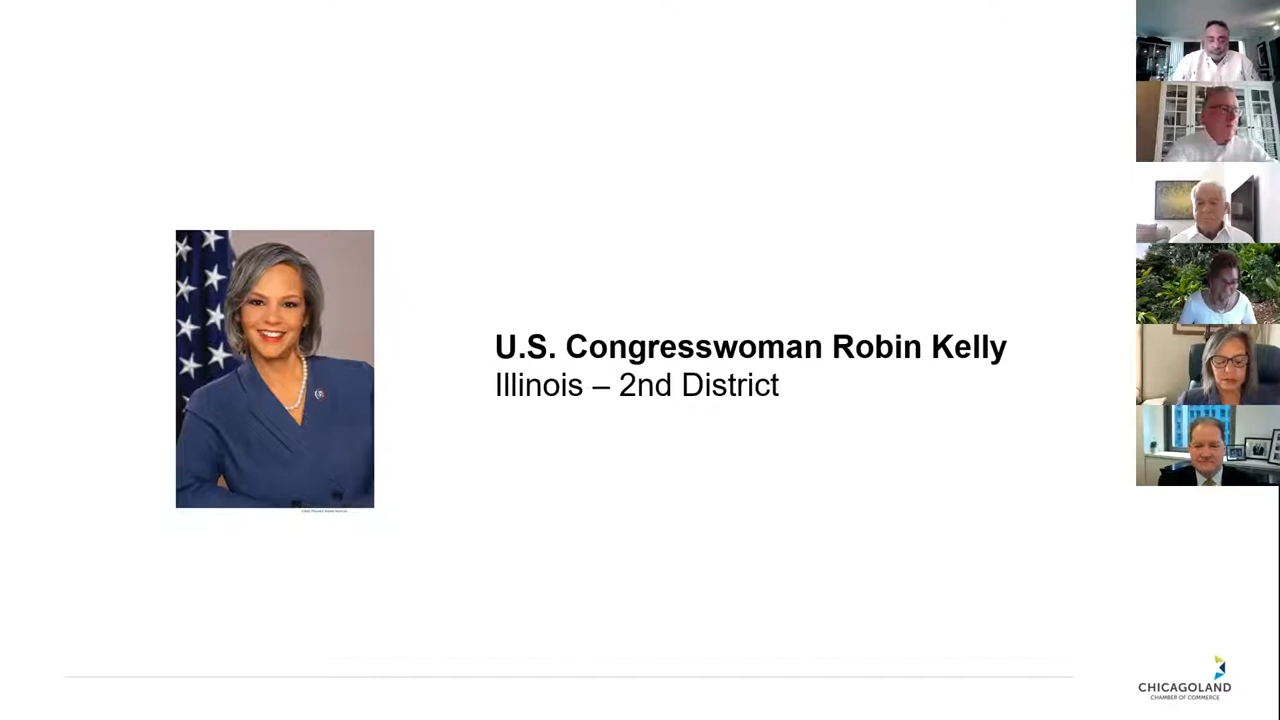 U.S. Congresswoman Robin Kelly
Illinois – 2nd District
CHICAGOLAND
CHAMBER OF COMMERCE